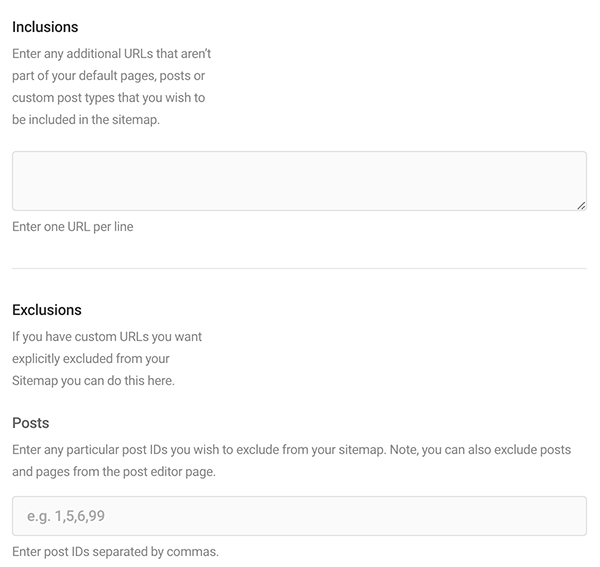 Inclusions
Enter any additional URLs that aren't
part of your default pages, posts or
custom post types that you wish to
be included in the sitemap.
Enter one URL per line
Exclusions
If you have custom URLs you want
explicitly excluded from your
Sitemap you can do this here.
Posts
Enter any particular post IDs you wish to exclude from your sitemap. Note, you can also exclude posts
and pages from the post editor page.
e.g. 1,5,6,99
Enter post IDs separated by commas.